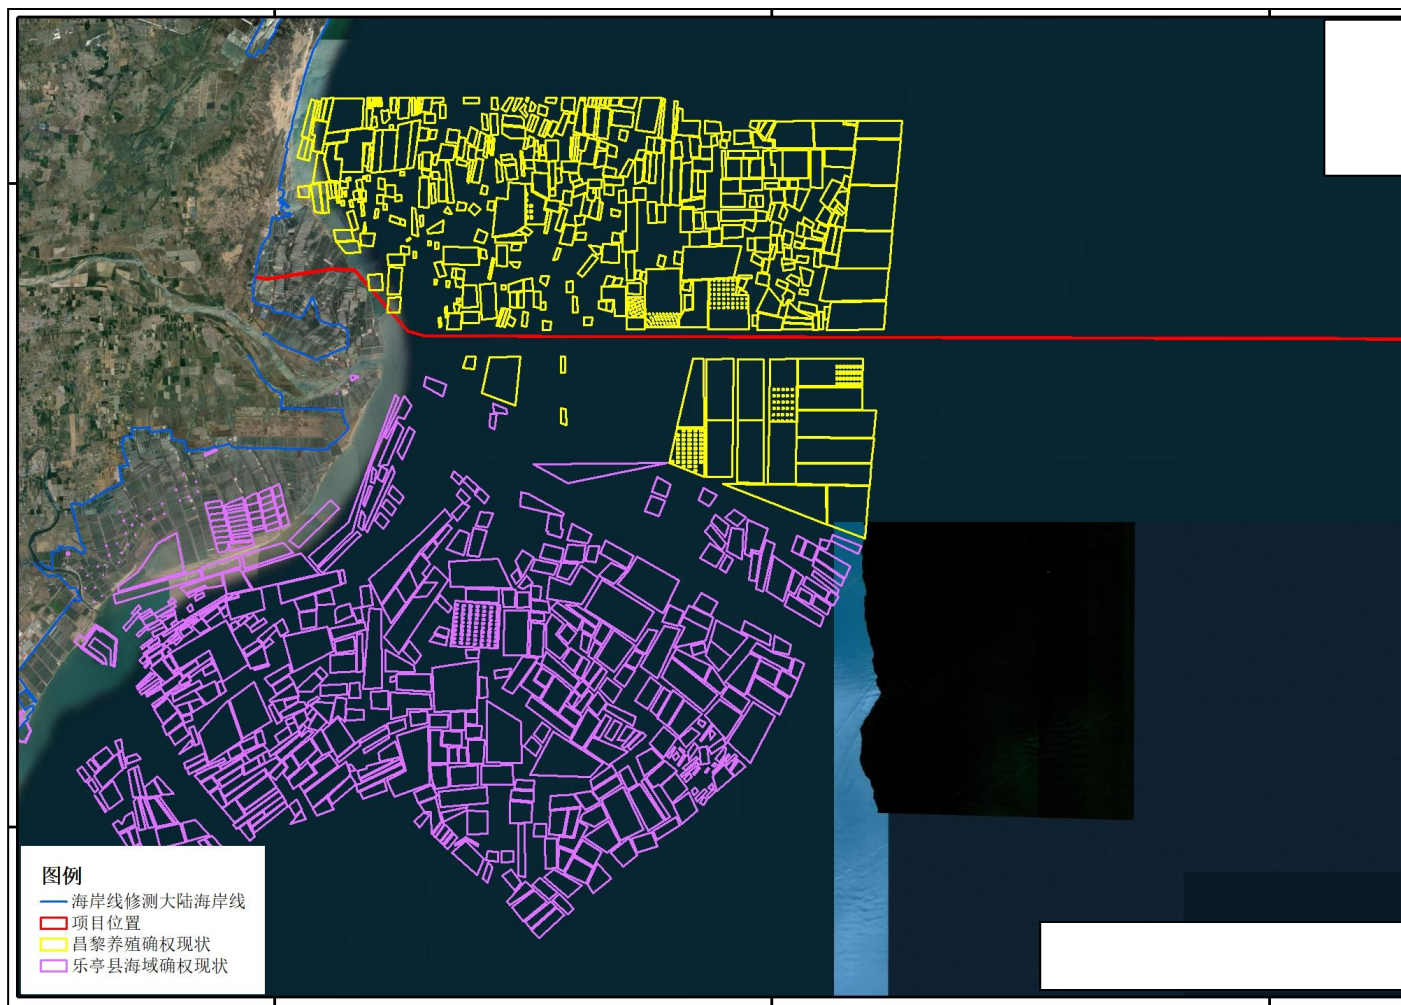 图例
海岸线修测大陆海岸线
项目位置
昌黎养殖确权现状
乐亭县海域确权现状